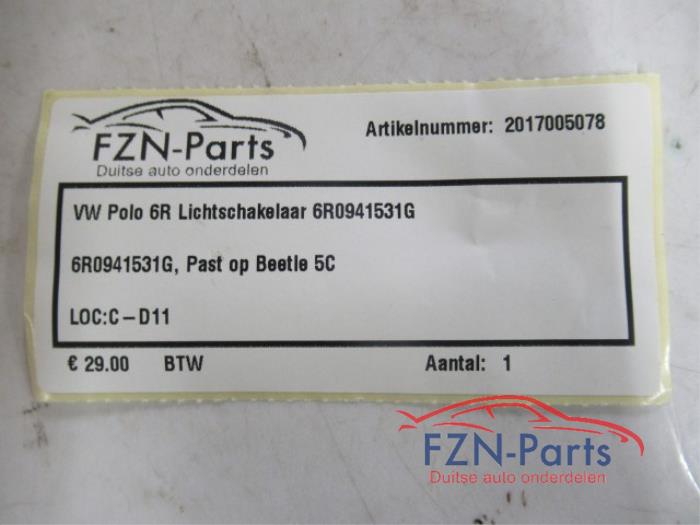 FZN-Parts
Duitse auto onderdelen
Artikelnummer: 2017005078
VW Polo 6R Lichtschakelaar 6R0941531G
6R0941531G, Past op Beetle 5C
LOC:C-D11
€ 29.00 BTW Aantal: 1
FZN-Parts
Duitse auto onderdelen